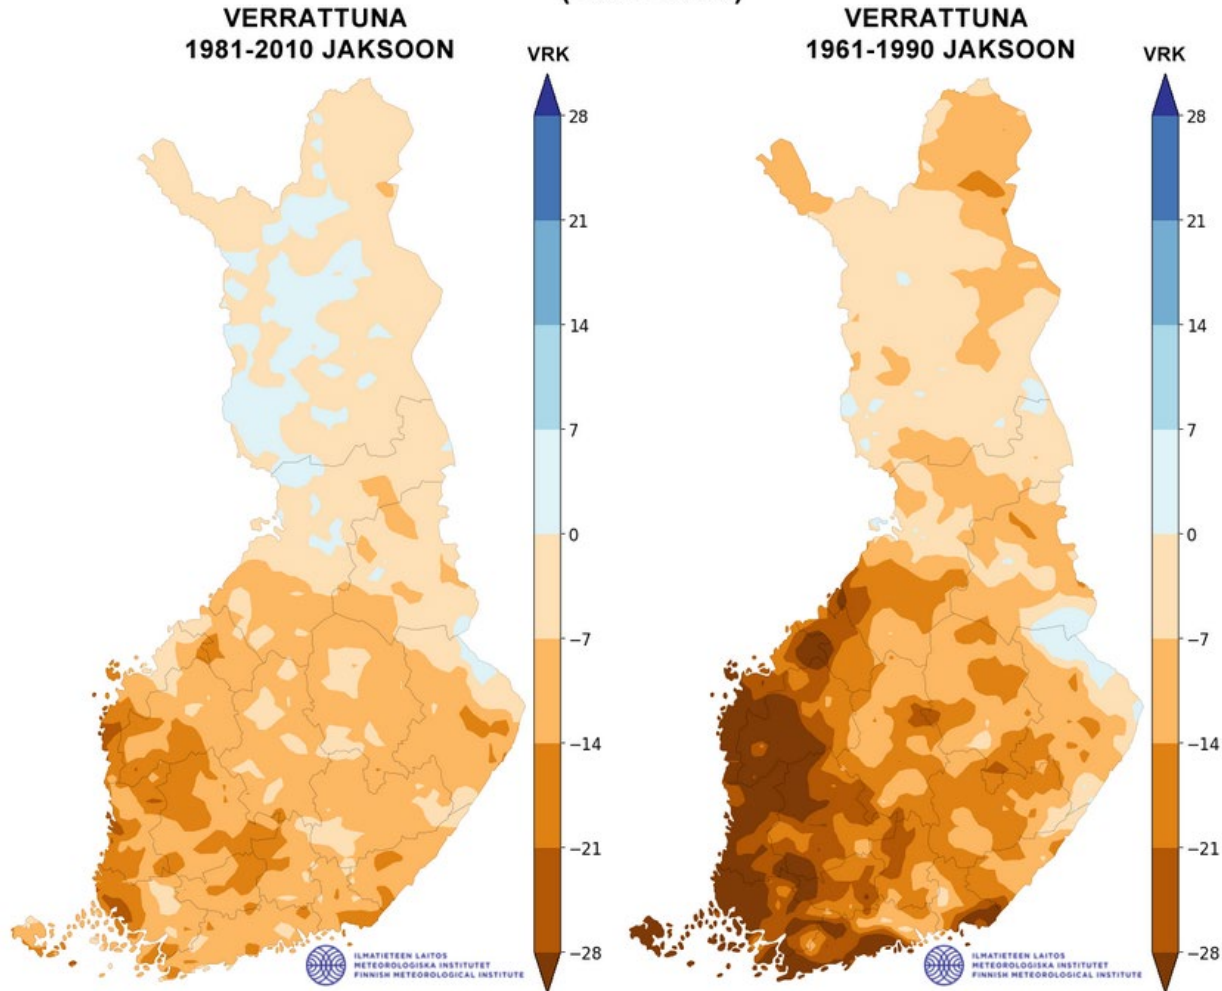 VERRATTUNA
1981-2010 JAKSOON
VRK
28
21
14
7
0
−7
−14
−21
−28
ILMATIETEEN LAITOS
METEOROLOGISKA INSTITUTET
FINNISH METEOROLOGICAL INSTITUTE
VERRATTUNA
1961-1990 JAKSOON
VRK
28
21
14
7
0
−7
−14
−21
−28
ILMATIETEEN LAITOS
METEOROLOGISKA INSTITUTET
FINNISH METEOROLOGICAL INSTITUTE